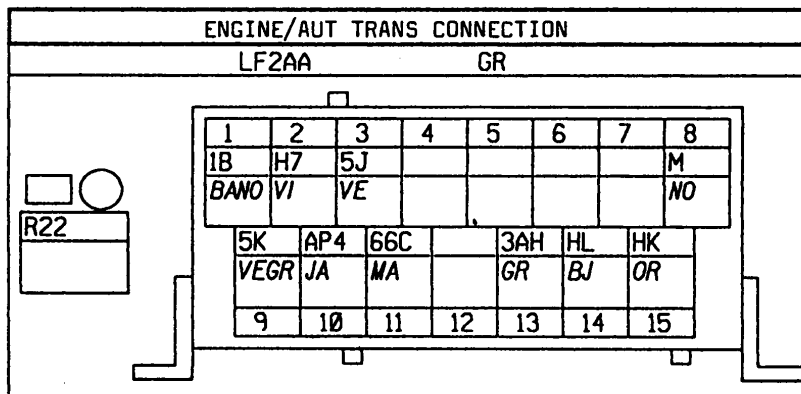 ENGINE/AUT TRANS CONNECTION
LF2AA GR
1 2 3 4 5 6 7 8
1B H7 5J M
BANO VI VE NO
R22
5K AP4 66C 3AH HL HK
VEGR JA MA GR BJ OR
9 10 11 12 13 14 15